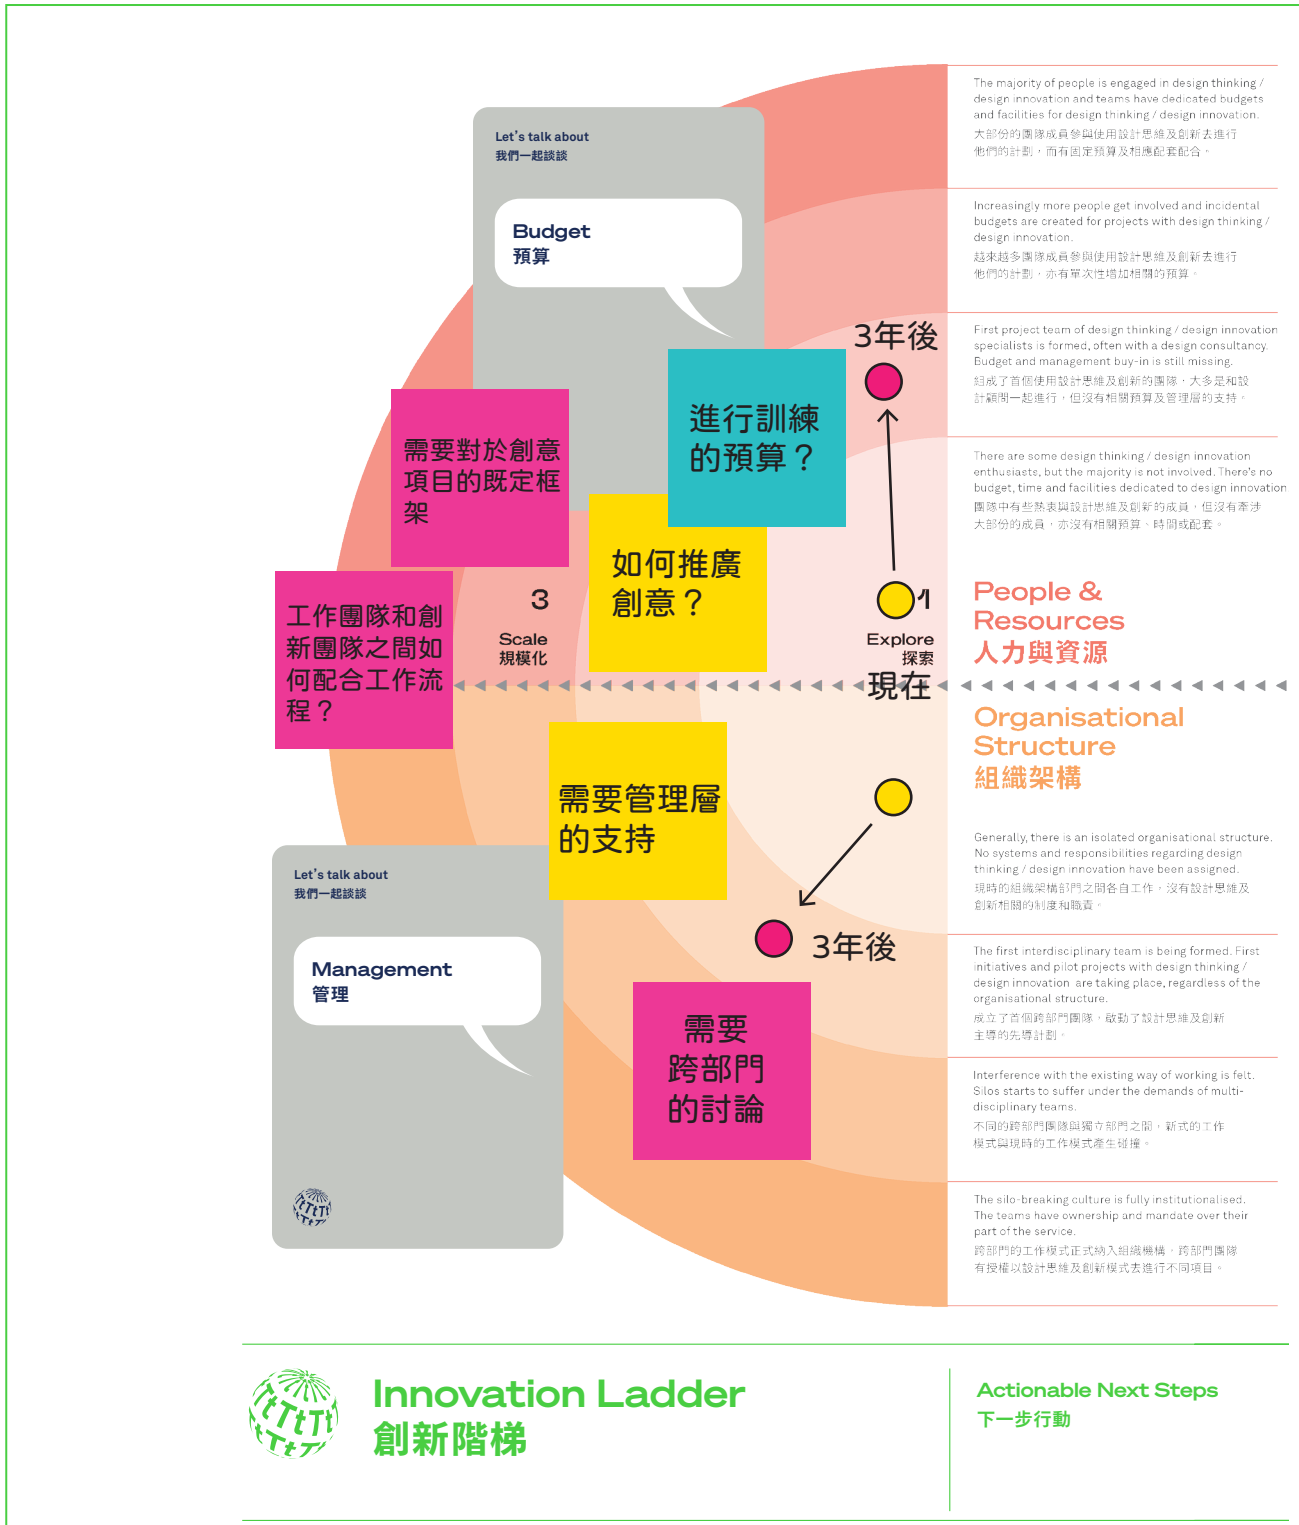 Let's talk about
我們一起談談
Budget
預算
需要對於創意
項目的既定框
架
進行訓練
的預算？
如何推廣
創意？
工作團隊和創
新團隊之間如
何配合工作流
程？
3
Scale
規模化
3年後
1
Explore
探索
現在
需要管理層
的支持
Let's talk about
我們一起談談
Management
管理
3年後
需要
跨部門
的討論
The majority of people is engaged in design thinking /
design innovation and teams have dedicated budgets
and facilities for design thinking / design innovation.
大部份的團隊成員參與使用設計思維及創新去進行
他們的計劃，而有固定預算及相應配套配合。
Increasingly more people get involved and incidental
budgets are created for projects with design thinking /
design innovation.
越來越多團隊成員參與使用設計思維及創新去進行
他們的計劃，亦有單次性增加相關的預算。
First project team of design thinking / design innovation
specialists is formed, often with a design consultancy.
Budget and management buy-in is still missing.
組成了首個使用設計思維及創新的團隊，大多是和設
計顧問一起進行，但沒有相關預算及管理層的支持。
There are some design thinking / design innovation
enthusiasts, but the majority is not involved. There's no
budget, time and facilities dedicated to design innovation
團隊中有些熱衷與設計思維及創新的成員，但沒有牽涉
大部份的成員，亦沒有相關預算、時間或配套。
People &
Resources
人力與資源
Organisational
Structure
組織架構
Generally, there is an isolated organisational structure.
No systems and responsibilities regarding design
thinking / design innovation have been assigned.
現時的組織架構部門之間各自工作，沒有設計思維及
創新相關的制度和職責。
The first interdisciplinary team is being formed. First
initiatives and pilot projects with design thinking /
design innovation are taking place, regardless of the
organisational structure.
成立了首個跨部門團隊，啟動了設計思維及創新
主導的先導計劃。
Interference with the existing way of working is felt.
Silos starts to suffer under the demands of multi-
disciplinary teams.
不同的跨部門團隊與獨立部門之間，新式的工作
模式與現時的工作模式產生碰撞。
The silo-breaking culture is fully institutionalised.
The teams have ownership and mandate over their
part of the service.
跨部門的工作模式正式納入組織機構，跨部門團隊
有授權以設計思維及創新模式去進行不同項目。
Innovation Ladder
創新階梯
Actionable Next Steps
下一步行動